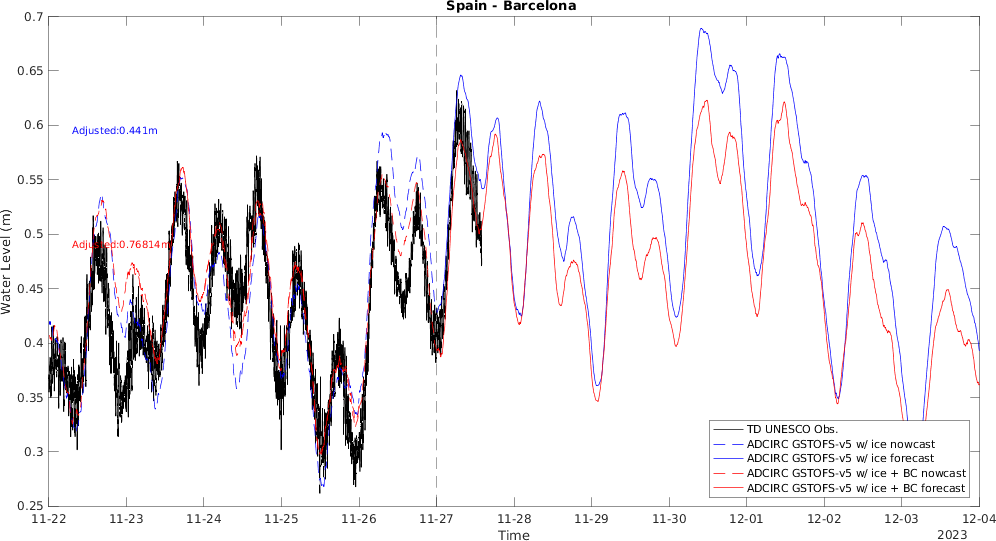 Spain - Barcelona
0.7
0.65
0.6
0.55
0.5
0.45
0.4
0.35
0.3
0.25
Water Level (m)
Adjusted:0.441m
Adjusted:0.76814m
TD UNESCO Obs.
ADCIRC GSTOFS-v5 w/ ice nowcast
ADCIRC GSTOFS-v5 w/ ice forecast
ADCIRC GSTOFS-v5 w/ ice + BC nowcast
ADCIRC GSTOFS-v5 w/ ice + BC forecast
11-22 11-23 11-24 11-25 11-26 11-27 11-28 11-29 11-30 12-01 12-02 12-03 12-04
Time
2023